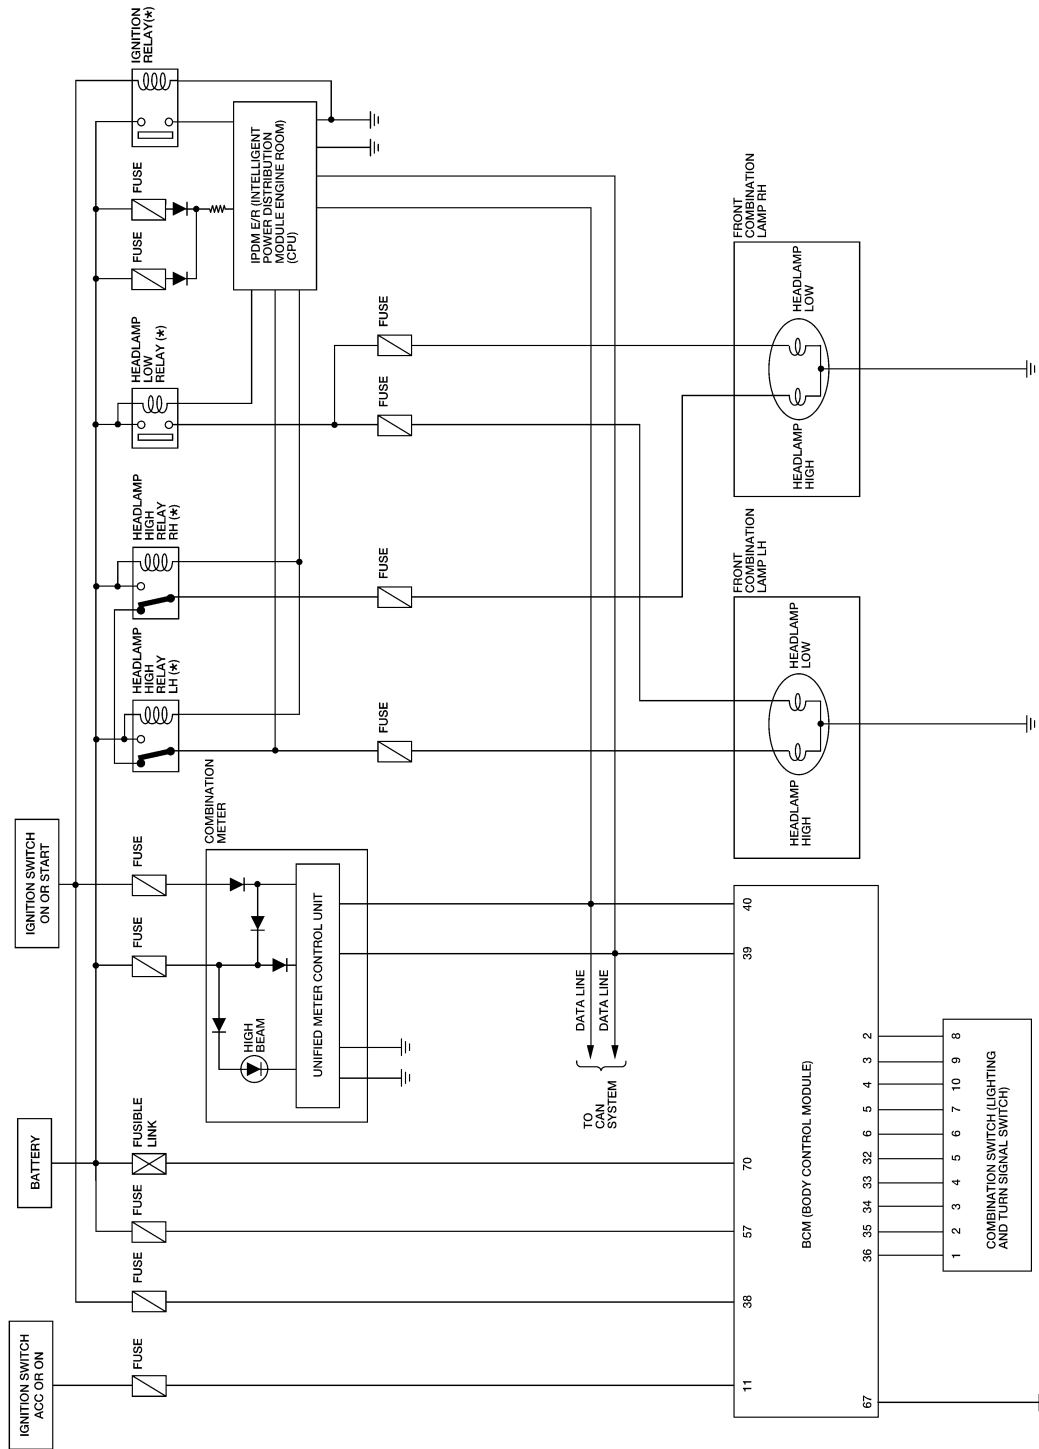 IGNITION SWITCH
ACC OR ON
BATTERY
IGNITION SWITCH
ON OR START
FUSE
FUSE
FUSE
FUSIBLE
LINK
FUSE
FUSE
HEADLAMP
HIGH
RELAY
LH (*)
HEADLAMP
HIGH
RELAY
RH (*)
HEADLAMP
LOW
RELAY (*)
FUSE
FUSE
IGNITION
RELAY(*)
COMBINATION
METER
HIGH
BEAM
UNIFIED METER CONTROL UNIT
IPDM E/R (INTELLIGENT
POWER DISTRIBUTION
MODULE ENGINE ROOM)
(CPU)
FUSE
FUSE
FUSE
FUSE
TO
CAN
SYSTEM
DATA LINE
DATA LINE
FRONT
COMBINATION
LAMP LH
HEADLAMP
HIGH
HEADLAMP
LOW
FRONT
COMBINATION
LAMP RH
HEADLAMP
HIGH
HEADLAMP
LOW
11 38 57 70 39 40
BCM (BODY CONTROL MODULE)
67 36 35 34 33 32 6 5 4 3 2
1 2 3 4 5 6 7 10 9 8
COMBINATION SWITCH (LIGHTING
AND TURN SIGNAL SWITCH)